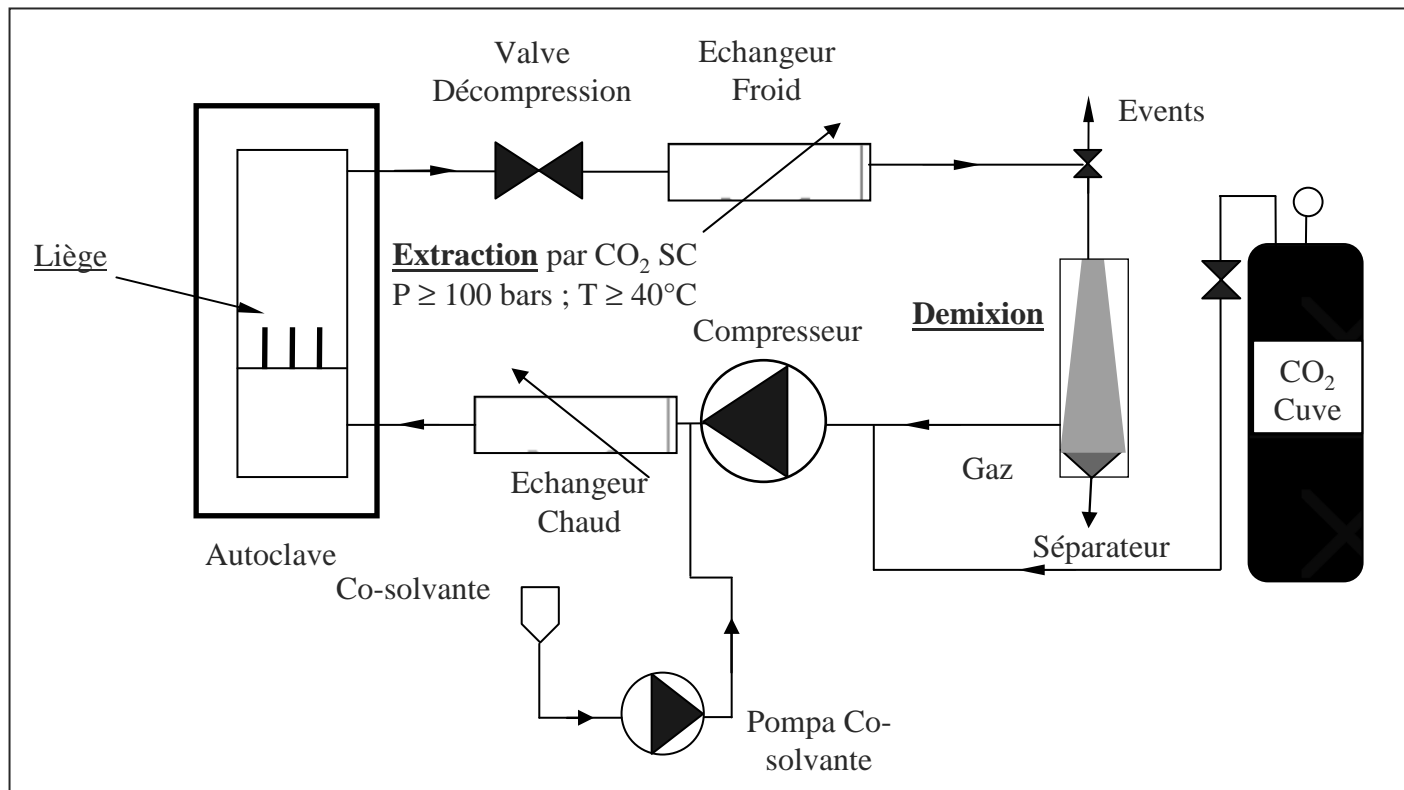 Valve
Décompression
Echangeur
Froid
Events
Liège
Extraction par CO₂ SC
P ≥ 100 bars ; T ≥ 40°C
Demixion
Compresseur
CO₂
Cuve
Gaz
Echangeur
Chaud
Séparateur
Autoclave
Co-solvante
Pompa Co-
solvante